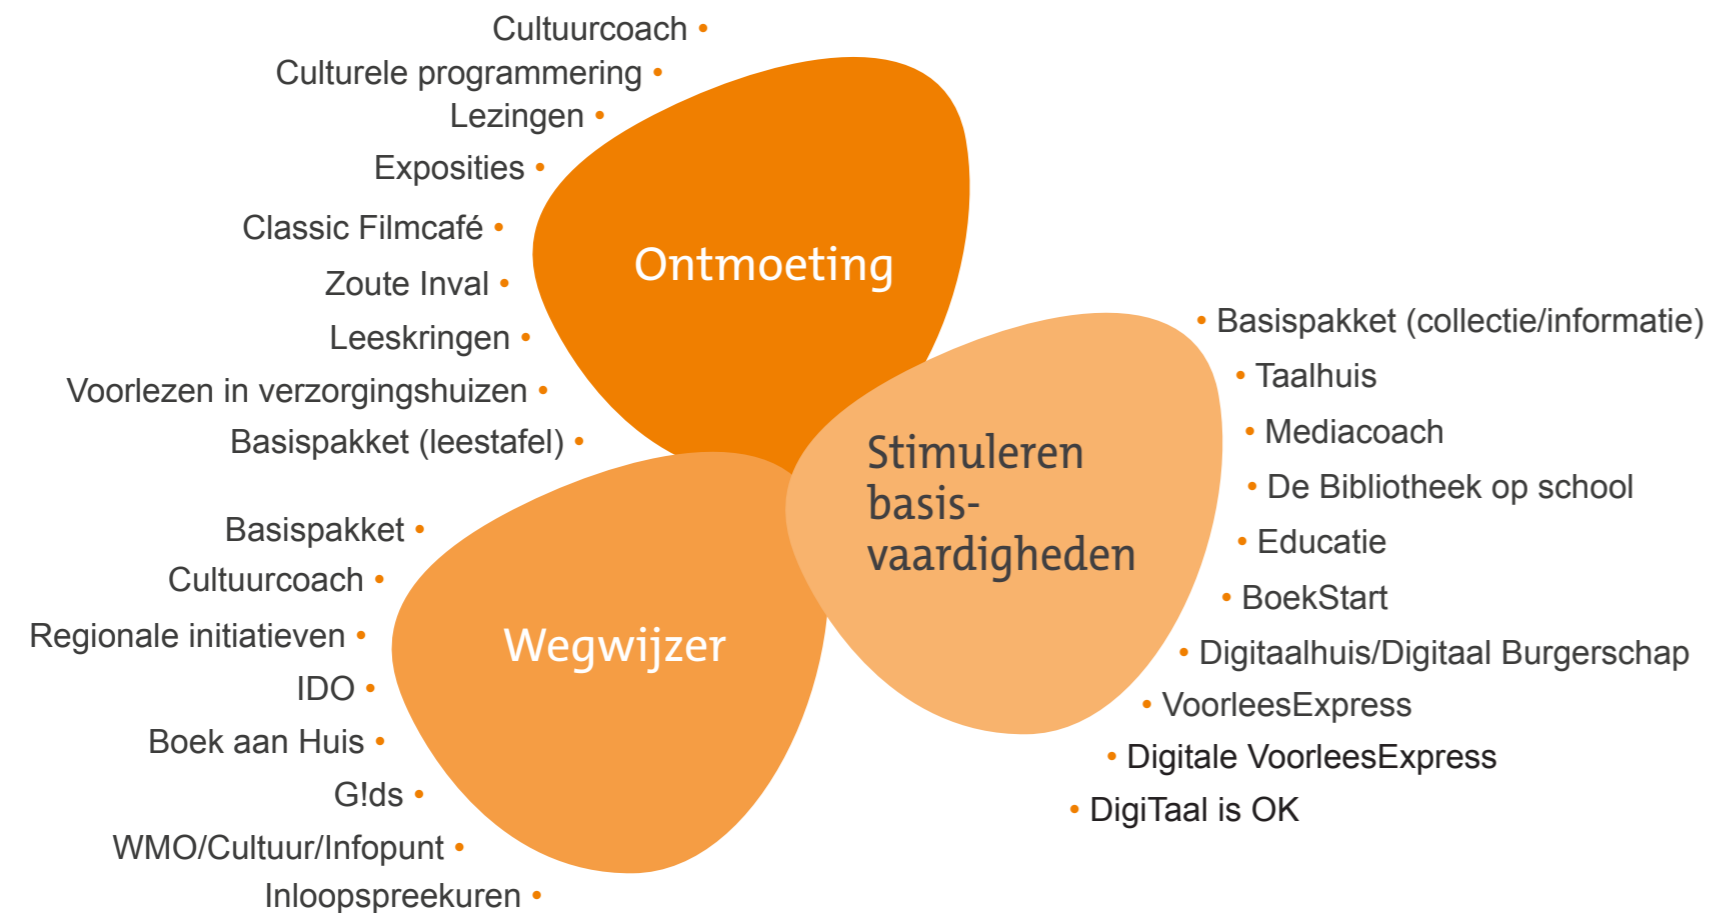 Cultuurcoach •
Culturele programmering •
Lezingen •
Exposities •
Classic Filmcafé •
Zoute Inval •
Leeskringen •
Voorlezen in verzorgingshuizen •
Basispakket (leestafel) •
Ontmoeting
Basispakket •
Cultuurcoach •
Regionale initiatieven •
IDO •
Boek aan Huis •
G!ds •
WMO/Cultuur/Infopunt •
Inloopspreekuren •
Wegwijzer
Stimuleren
basis-
vaardigheden
• Basispakket (collectie/informatie)
• Taalhuis
• Mediacoach
• De Bibliotheek op school
• Educatie
• BoekStart
• Digitaalhuis/Digitaal Burgerschap
• VoorleesExpress
• Digitale VoorleesExpress
• DigiTaal is OK